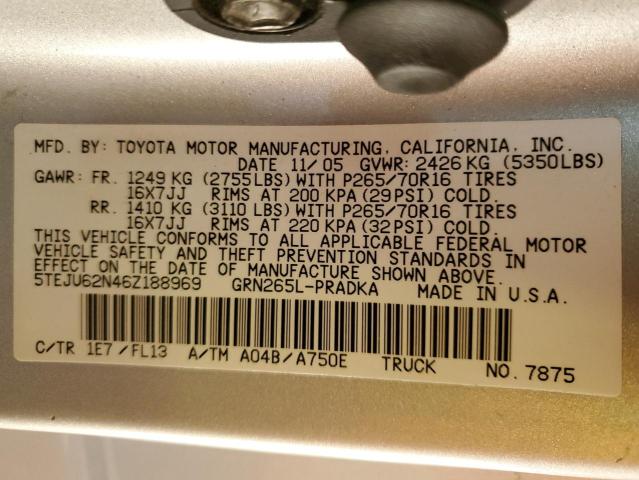 MFD. BY: TOYOTA MOTOR MANUFACTURING, CALIFORNIA, INC.
DATE 11/05 GVWR: 2426 KG (5350LBS)
GAWR: FR. 1249 KG (2755LBS) WITH P265/70R16 TIRES
16X7JJ RIMS AT 200 KPA (29PSI) COLD.
RR. 1410 KG (3110 LBS) WITH P265/70R16 TIRES
16X7JJ RIMS AT 220 KPA (32PSI) COLD.
THIS VEHICLE CONFORMS TO ALL APPLICABLE FEDERAL MOTOR
VEHICLE SAFETY AND THEFT PREVENTION STANDARDS IN
EFFECT ON THE DATE OF MANUFACTURE SHOWN ABOVE.
5TEJU62N46Z188969 GRN265L-PRADKA MADE IN U.S.A.
C/TR 1E7/FL13 A/TM A04B/A750E TRUCK NO. 7875